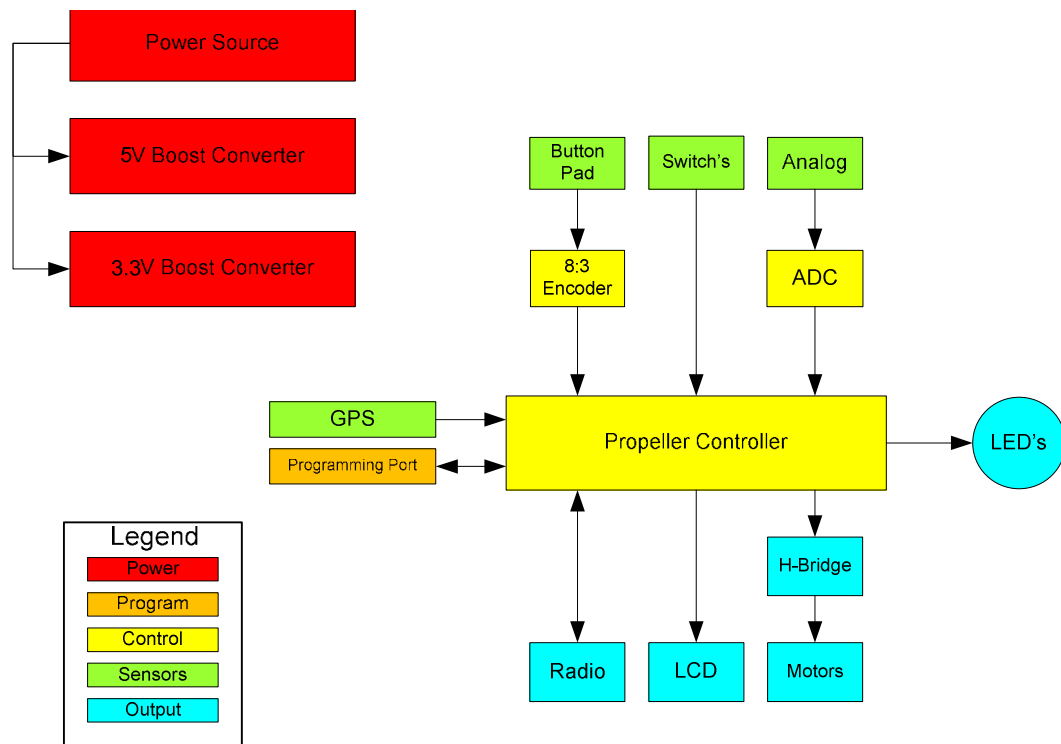 Power Source
5V Boost Converter
3.3V Boost Converter
Button
Pad
Switch's
Analog
8:3
Encoder
ADC
GPS
Programming Port
Propeller Controller
LED's
H-Bridge
Radio
LCD
Motors
Legend
Power
Program
Control
Sensors
Output